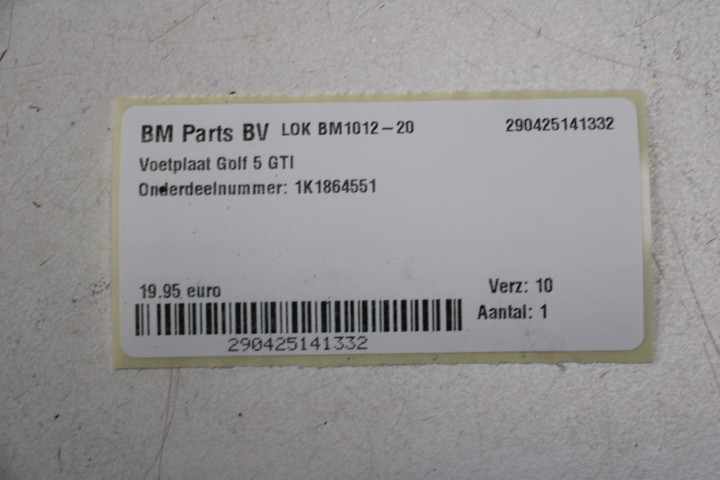 BM Parts BV LOK BM1012-20 290425141332
Voetplaat Golf 5 GTI
Onderdeelnummer: 1K1864551
19.95 euro Verz: 10
Aantal: 1
290425141332